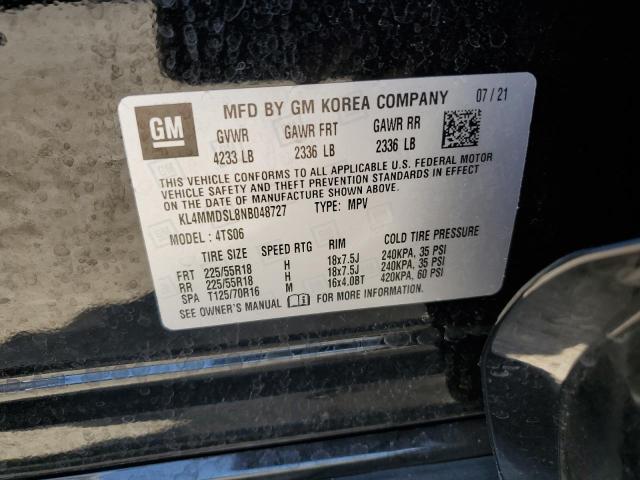 GM
MFD BY GM KOREA COMPANY 07/21
GVWR GAWR FRT GAWR RR
4233 LB 2336 LB 2336 LB
THIS VEHICLE CONFORMS TO ALL APPLICABLE U.S. FEDERAL MOTOR
VEHICLE SAFETY AND THEFT PREVENTION STANDARDS IN EFFECT
ON THE DATE OF MANUFACTURE SHOWN ABOVE.
KL4MMDSL8NB048727 TYPE: MPV
MODEL: 4TS06
TIRE SIZE SPEED RTG RIM COLD TIRE PRESSURE
FRT 225/55R18 H 18x7.5J 240KPA, 35 PSI
RR 225/55R18 H 18x7.5J 240KPA, 35 PSI
SPA T125/70R16 M 16x4.0BT 420KPA, 60 PSI
SEE OWNER'S MANUAL FOR MORE INFORMATION.